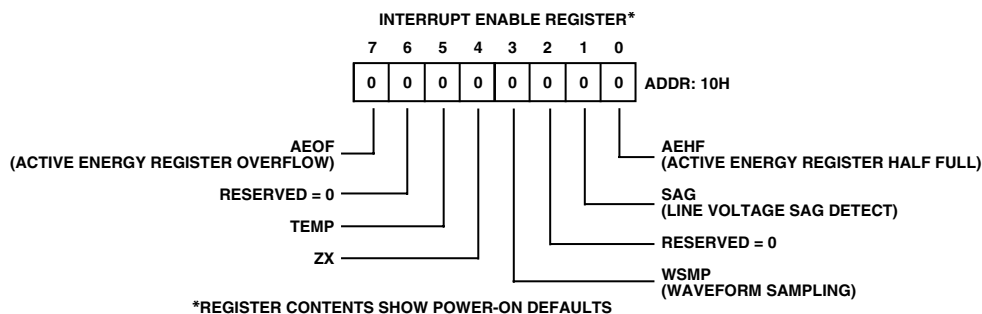 INTERRUPT ENABLE REGISTER*
7 6 5 4 3 2 1 0
0 0 0 0 0 0 0 0 ADDR: 10H
AEOF
(ACTIVE ENERGY REGISTER OVERFLOW)
RESERVED = 0
TEMP
ZX
AEHF
(ACTIVE ENERGY REGISTER HALF FULL)
SAG
(LINE VOLTAGE SAG DETECT)
RESERVED = 0
WSMP
(WAVEFORM SAMPLING)
*REGISTER CONTENTS SHOW POWER-ON DEFAULTS